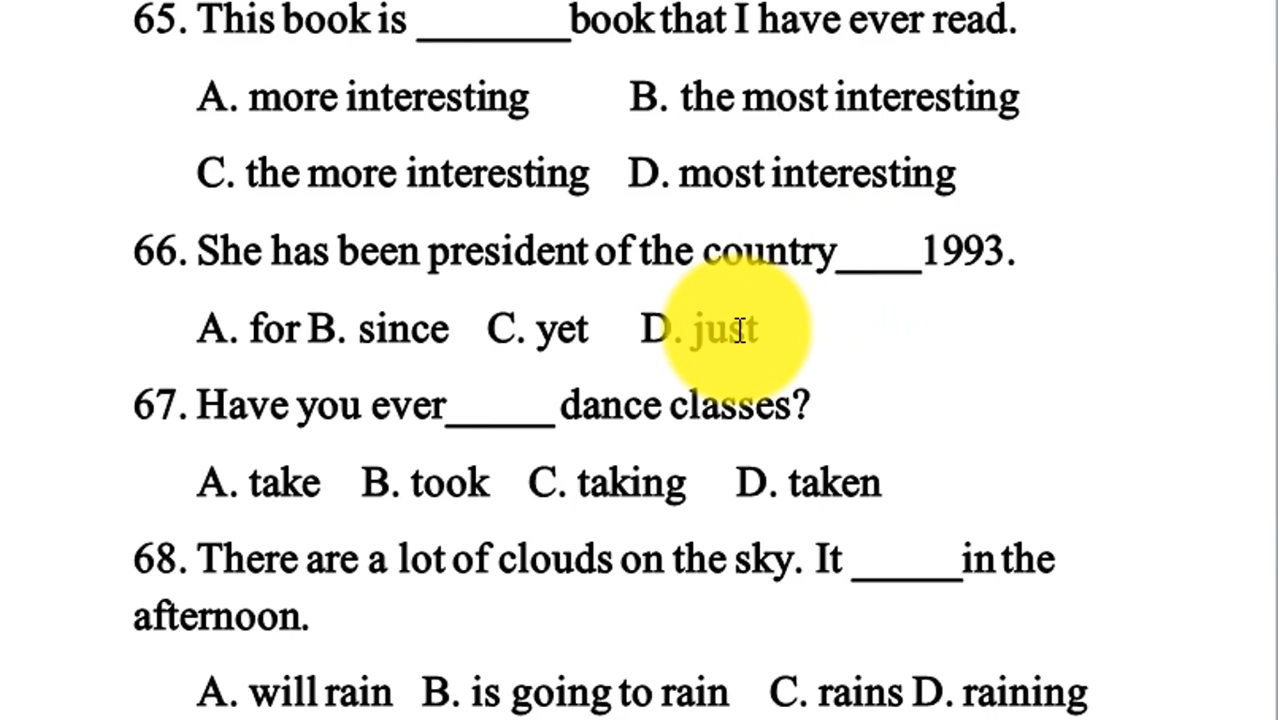 65. This book is ________book that I have ever read.
A. more interesting B. the most interesting
C. the more interesting D. most interesting
66. She has been president of the country____1993.
A. for B. since C. yet D. just
67. Have you ever_____ dance classes?
A. take B. took C. taking D. taken
68. There are a lot of clouds on the sky. It _____in the
afternoon.
A. will rain B. is going to rain C. rains D. raining